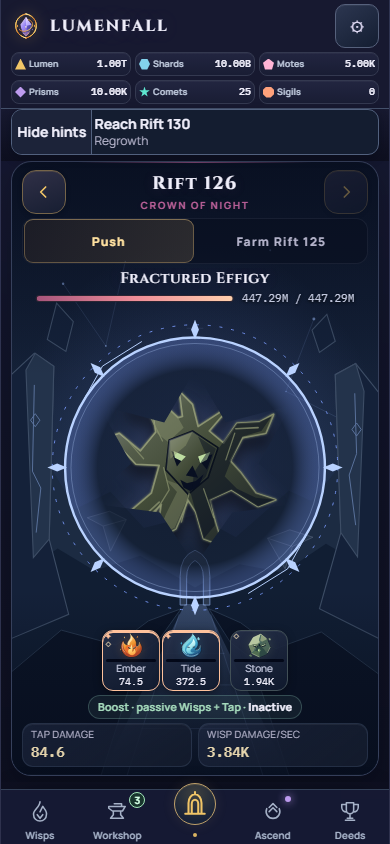 LUMENFALL
Lumen 1.00T
Shards 10.00B
Motes 5.00K
Prisms 10.00K
Comets 25
Sigils 0
Hide hints
Reach Rift 130
Regrowth
RIFT 126
CROWN OF NIGHT
Push
Farm Rift 125
FRACTURED EFFIGY
447.29M / 447.29M
Ember
74.5
Tide
372.5
Stone
1.94K
Boost · passive Wisps + Tap · Inactive
TAP DAMAGE
84.6
WISP DAMAGE/SEC
3.84K
3
Wisps
Workshop
Ascend
Deeds